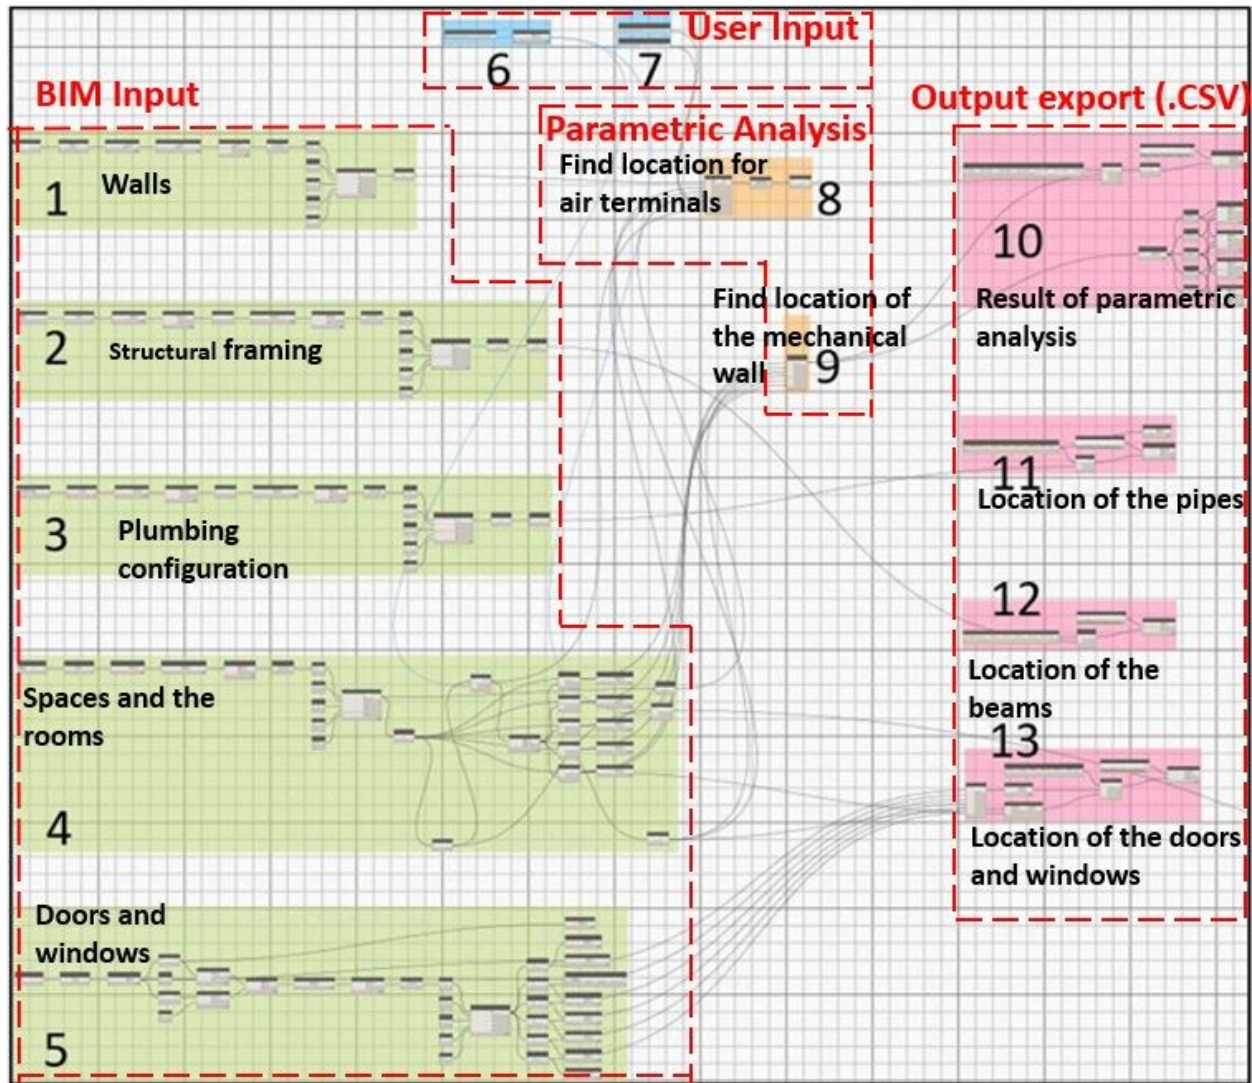 User Input
6
7
BIM Input
Output export (.CSV)
Parametric Analysis
1
Walls
Find location for
air terminals
8
10
Result of parametric
analysis
2
Structural framing
Find location of
the mechanical
wall
9
11
Location of the pipes
3
Plumbing
configuration
12
Location of the
beams
Spaces and the
rooms
4
13
Location of the doors
and windows
Doors and
windows
5